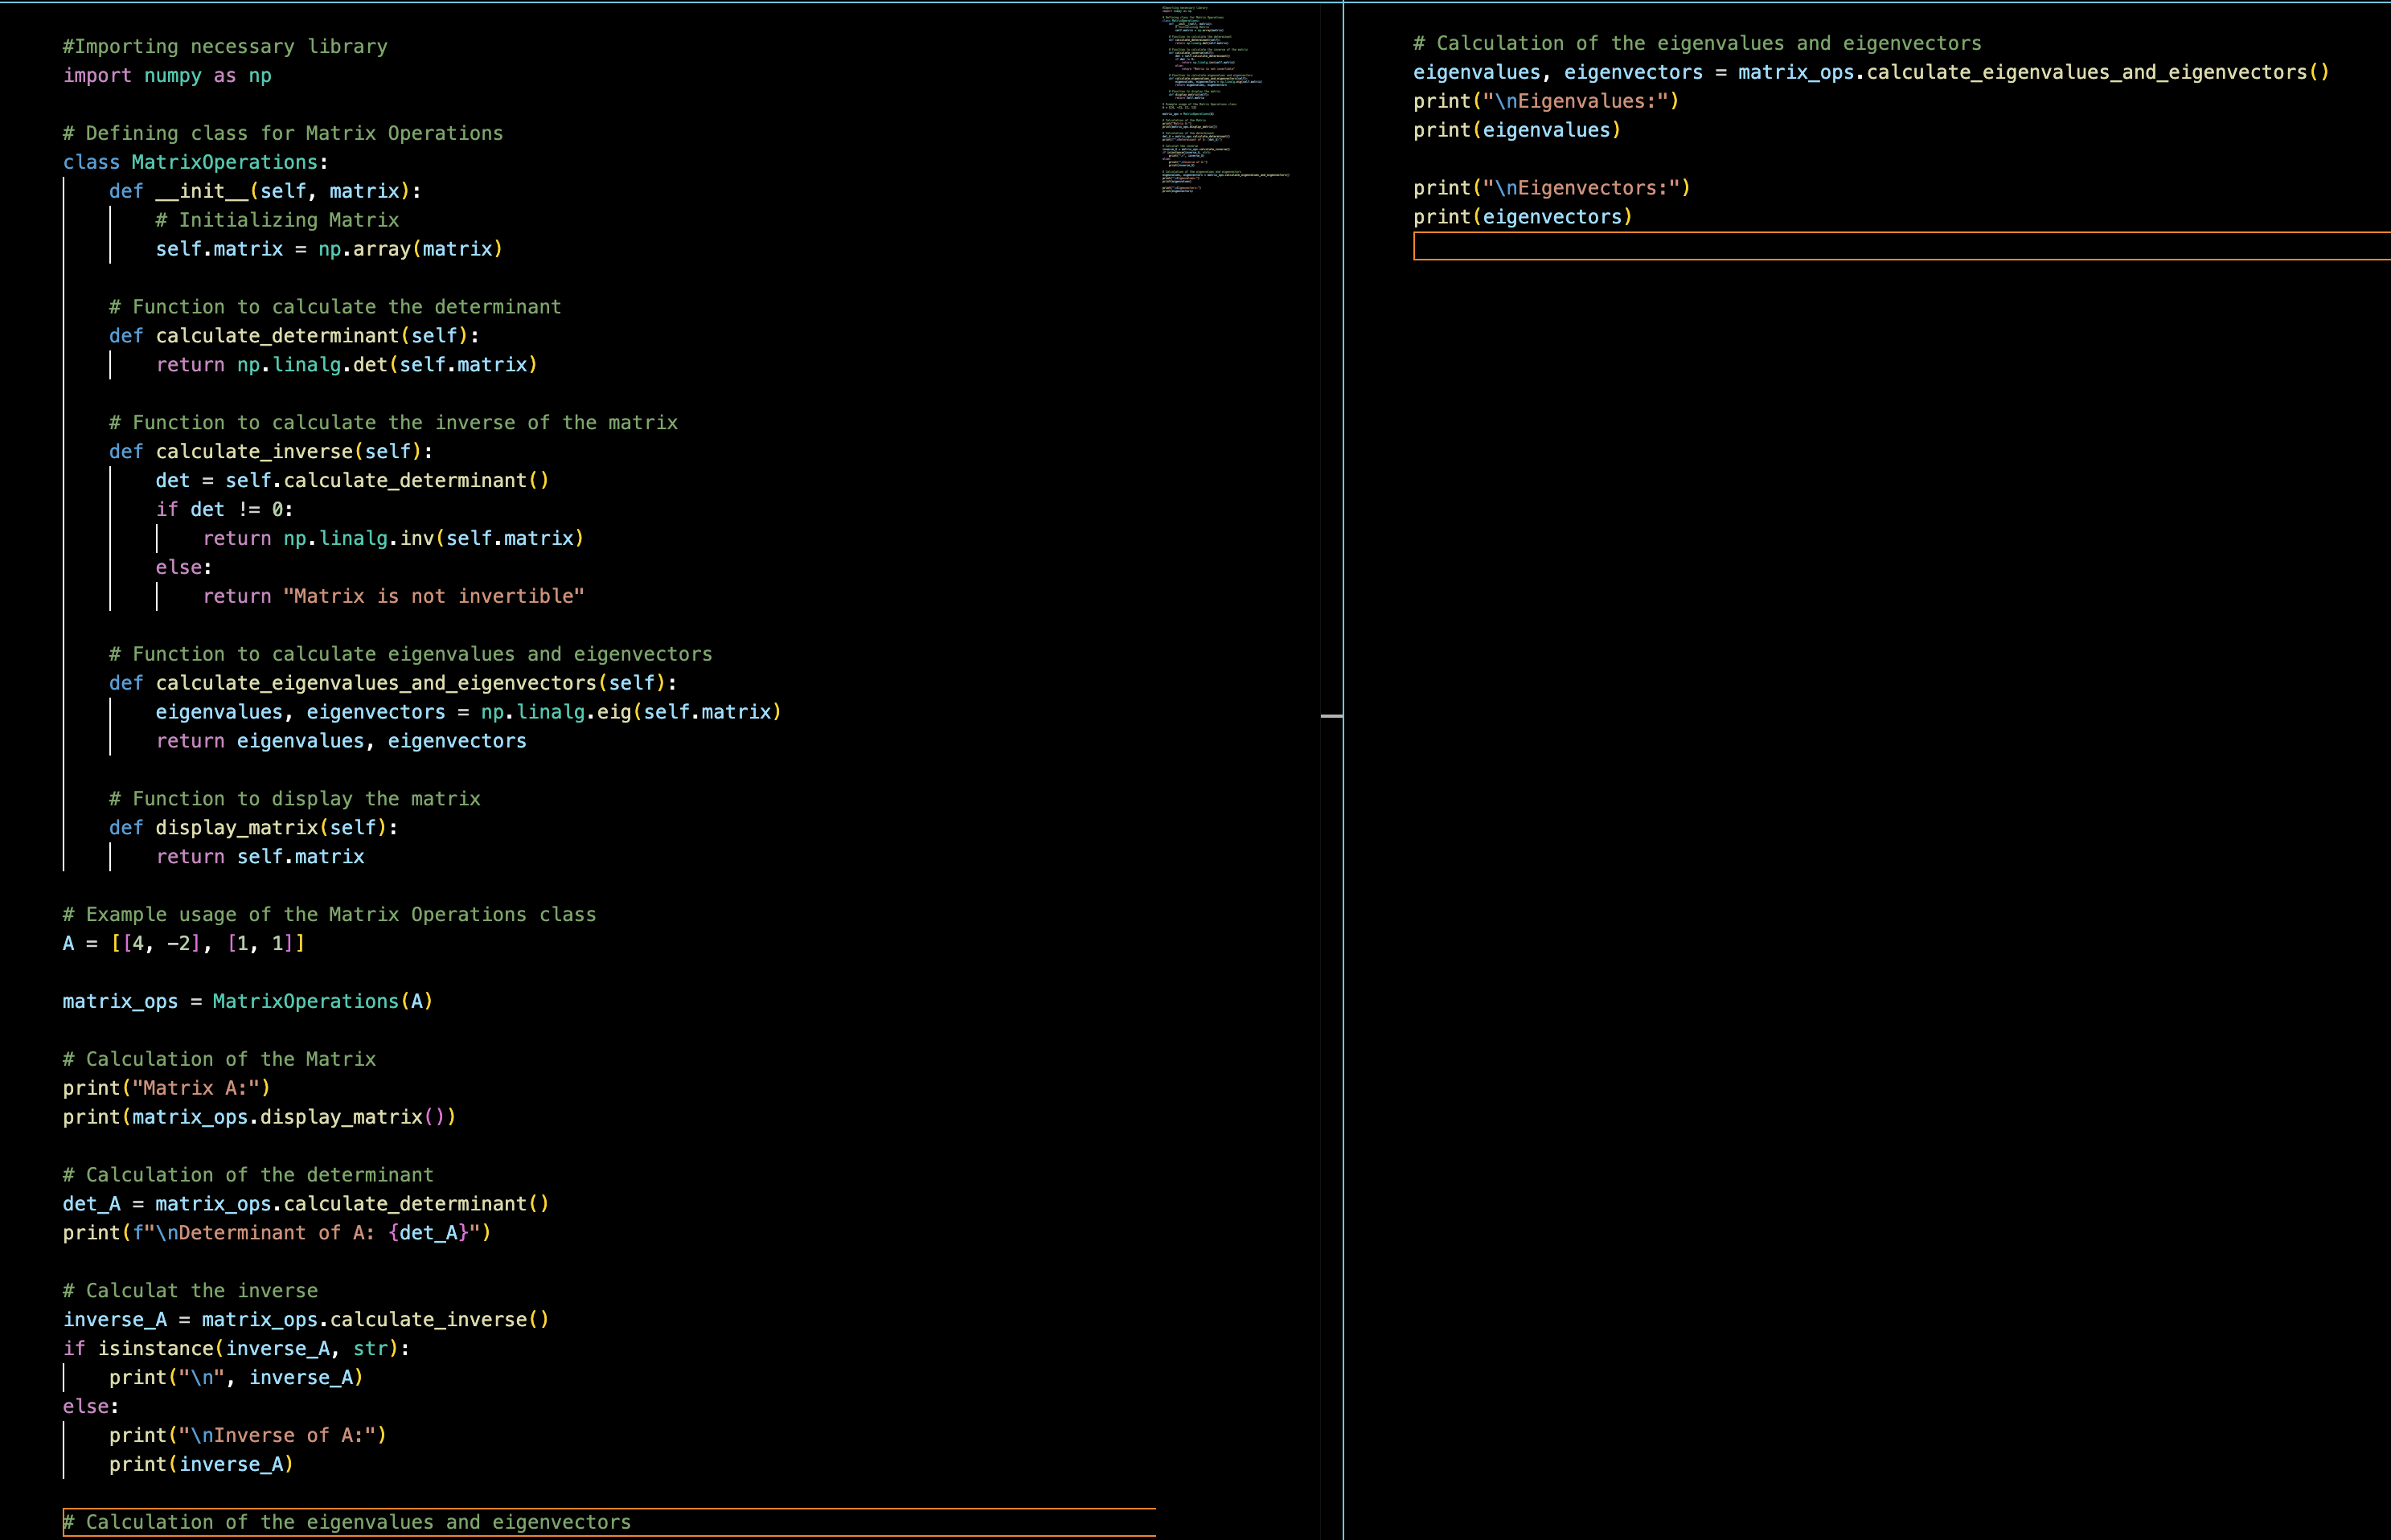 #Importing necessary library
import numpy as np

# Defining class for Matrix Operations
class MatrixOperations:
    def __init__(self, matrix):
        # Initializing Matrix
        self.matrix = np.array(matrix)

    # Function to calculate the determinant
    def calculate_determinant(self):
        return np.linalg.det(self.matrix)

    # Function to calculate the inverse of the matrix
    def calculate_inverse(self):
        det = self.calculate_determinant()
        if det != 0:
            return np.linalg.inv(self.matrix)
        else:
            return "Matrix is not invertible"

    # Function to calculate eigenvalues and eigenvectors
    def calculate_eigenvalues_and_eigenvectors(self):
        eigenvalues, eigenvectors = np.linalg.eig(self.matrix)
        return eigenvalues, eigenvectors

    # Function to display the matrix
    def display_matrix(self):
        return self.matrix

# Example usage of the Matrix Operations class
A = [[4, -2], [1, 1]]

matrix_ops = MatrixOperations(A)

# Calculation of the Matrix
print("Matrix A:")
print(matrix_ops.display_matrix())

# Calculation of the determinant
det_A = matrix_ops.calculate_determinant()
print(f"\nDeterminant of A: {det_A}")

# Calculat the inverse
inverse_A = matrix_ops.calculate_inverse()
if isinstance(inverse_A, str):
    print("\n", inverse_A)
else:
    print("\nInverse of A:")
    print(inverse_A)

# Calculation of the eigenvalues and eigenvectors
# Calculation of the eigenvalues and eigenvectors
eigenvalues, eigenvectors = matrix_ops.calculate_eigenvalues_and_eigenvectors()
print("\nEigenvalues:")
print(eigenvalues)

print("\nEigenvectors:")
print(eigenvectors)